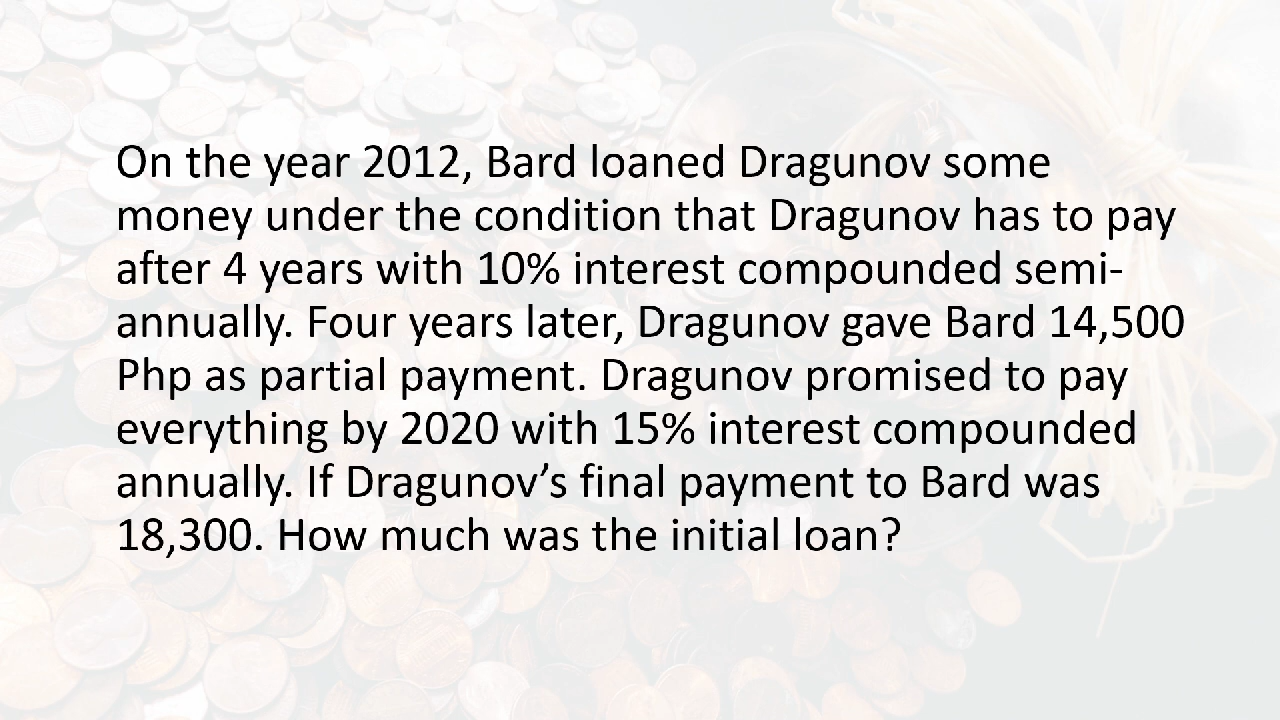 On the year 2012, Bard loaned Dragunov some
money under the condition that Dragunov has to pay
after 4 years with 10% interest compounded semi-
annually. Four years later, Dragunov gave Bard 14,500
Php as partial payment. Dragunov promised to pay
everything by 2020 with 15% interest compounded
annually. If Dragunov’s final payment to Bard was
18,300. How much was the initial loan?